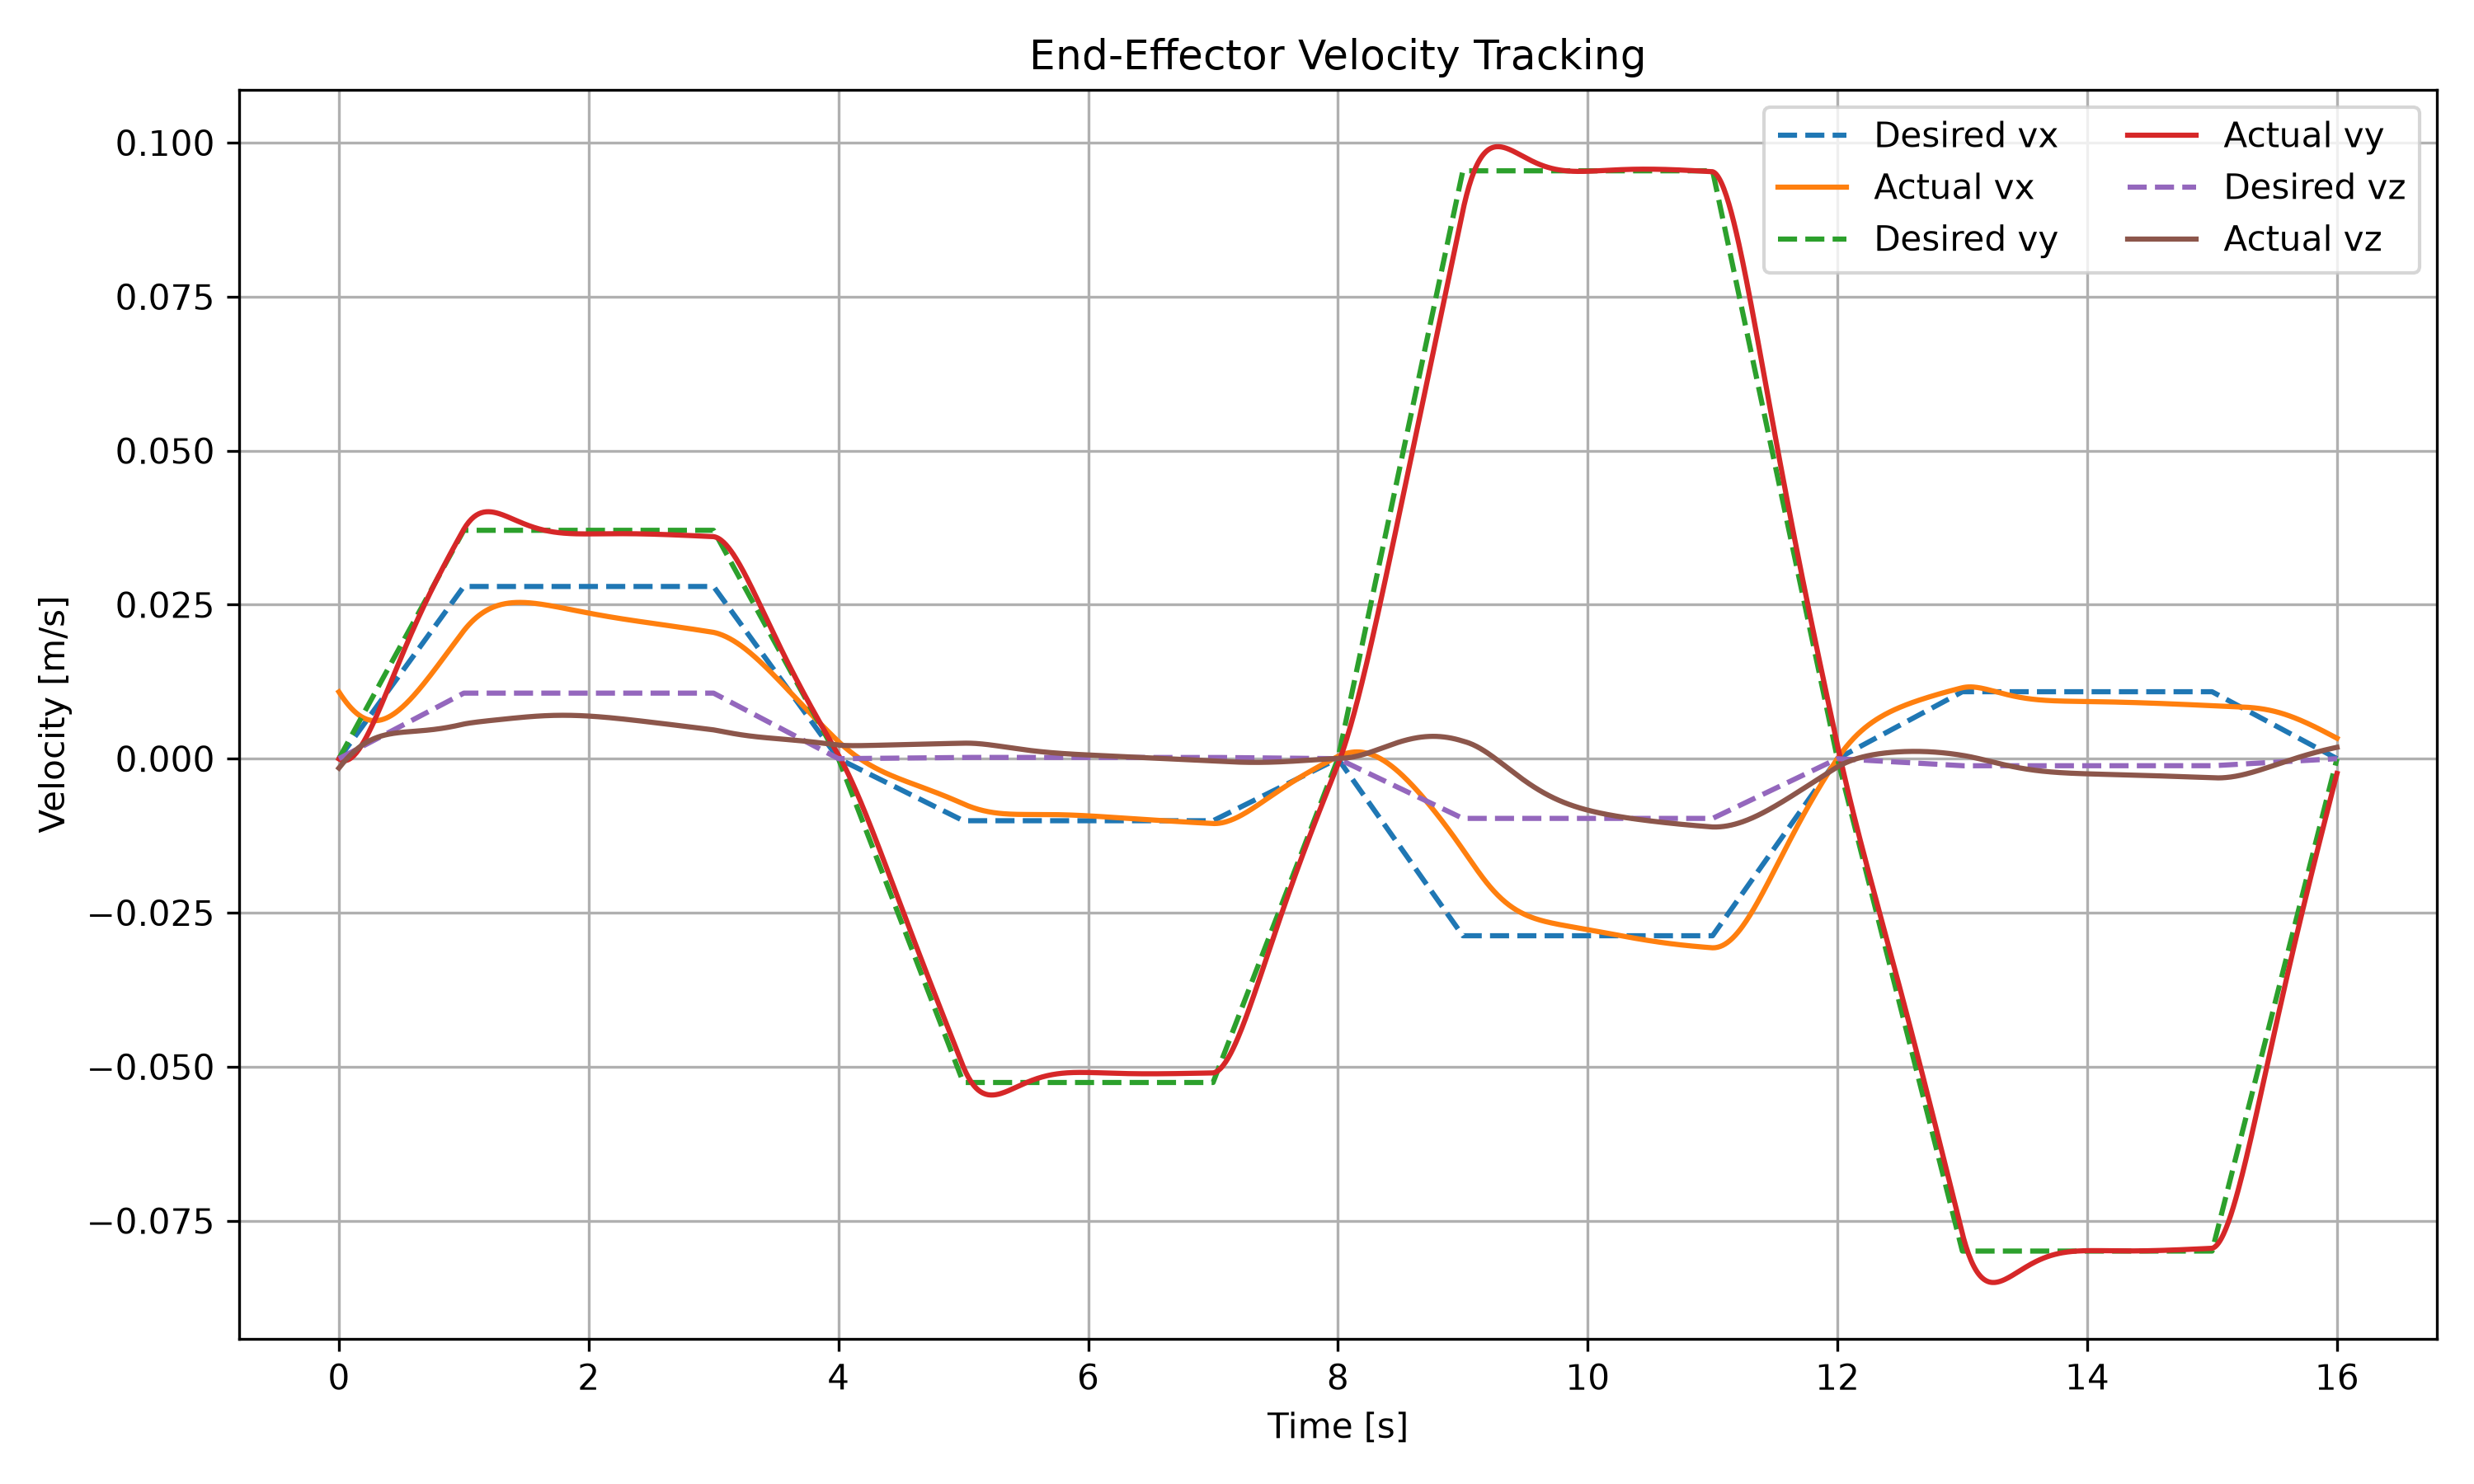 End-Effector Velocity Tracking
Desired vx
Actual vx
Desired vy
Actual vy
Desired vz
Actual vz
Velocity [m/s]
0.100
0.075
0.050
0.025
0.000
−0.025
−0.050
−0.075
0 2 4 6 8 10 12 14 16
Time [s]